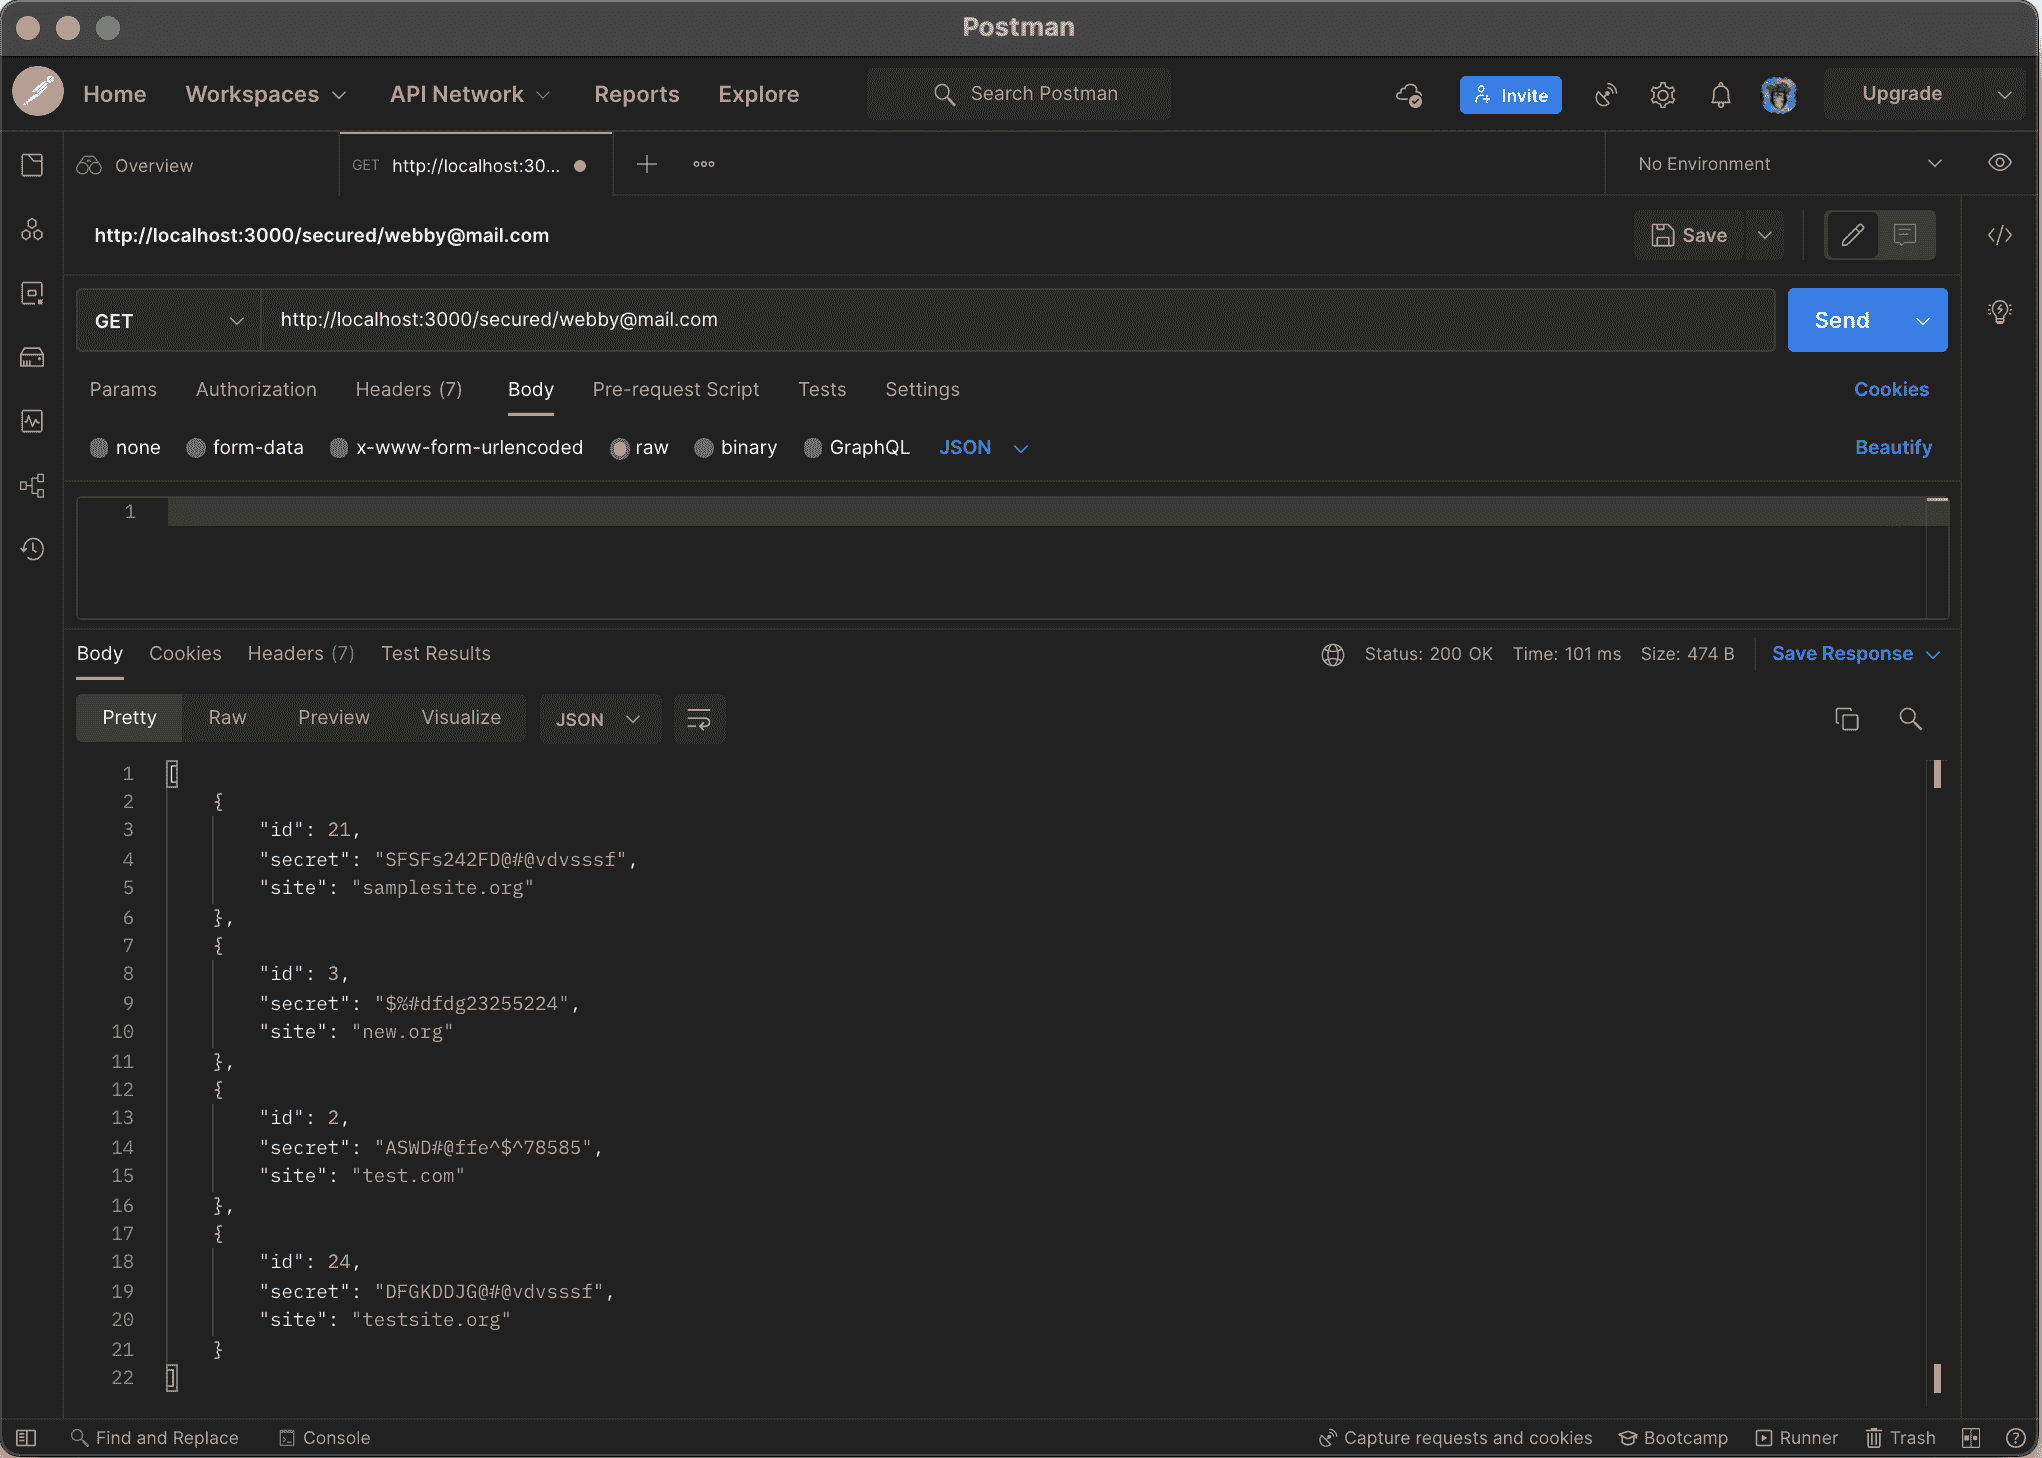 Postman
Home Workspaces API Network Reports Explore Search Postman Invite Upgrade
Overview GET http://localhost:30... No Environment
http://localhost:3000/secured/webby@mail.com Save
GET http://localhost:3000/secured/webby@mail.com Send
Params Authorization Headers (7) Body Pre-request Script Tests Settings Cookies
none form-data x-www-form-urlencoded raw binary GraphQL JSON Beautify
1
Body Cookies Headers (7) Test Results Status: 200 OK Time: 101 ms Size: 474 B Save Response
Pretty Raw Preview Visualize JSON
1 [
2 {
3 "id": 21,
4 "secret": "SFSFs242FD@#@vdvsssf",
5 "site": "samplesite.org"
6 },
7 {
8 "id": 3,
9 "secret": "$%#dfdg23255224",
10 "site": "new.org"
11 },
12 {
13 "id": 2,
14 "secret": "ASWD#@ffe^$^78585",
15 "site": "test.com"
16 },
17 {
18 "id": 24,
19 "secret": "DFGKDDJG@#@vdvsssf",
20 "site": "testsite.org"
21 }
22 ]
Find and Replace Console Capture requests and cookies Bootcamp Runner Trash